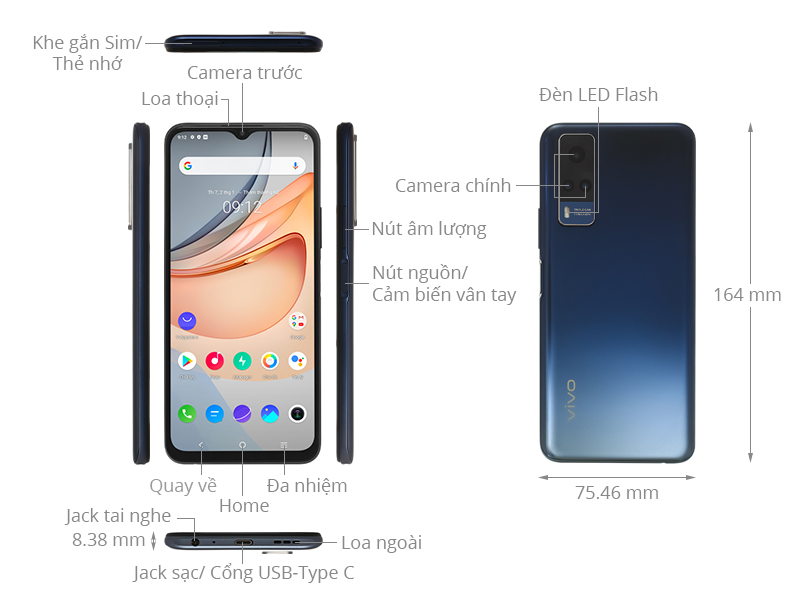 Khe gắn Sim/
Thẻ nhớ
Camera trước
Loa thoại
Đèn LED Flash
9:12
09:12
Camera chính
Nút âm lượng
Nút nguồn/
Cảm biến vân tay
164 mm
vivo
Quay về
Home
Đa nhiệm
75.46 mm
Jack tai nghe
8.38 mm
Loa ngoài
Jack sạc/ Cổng USB-Type C